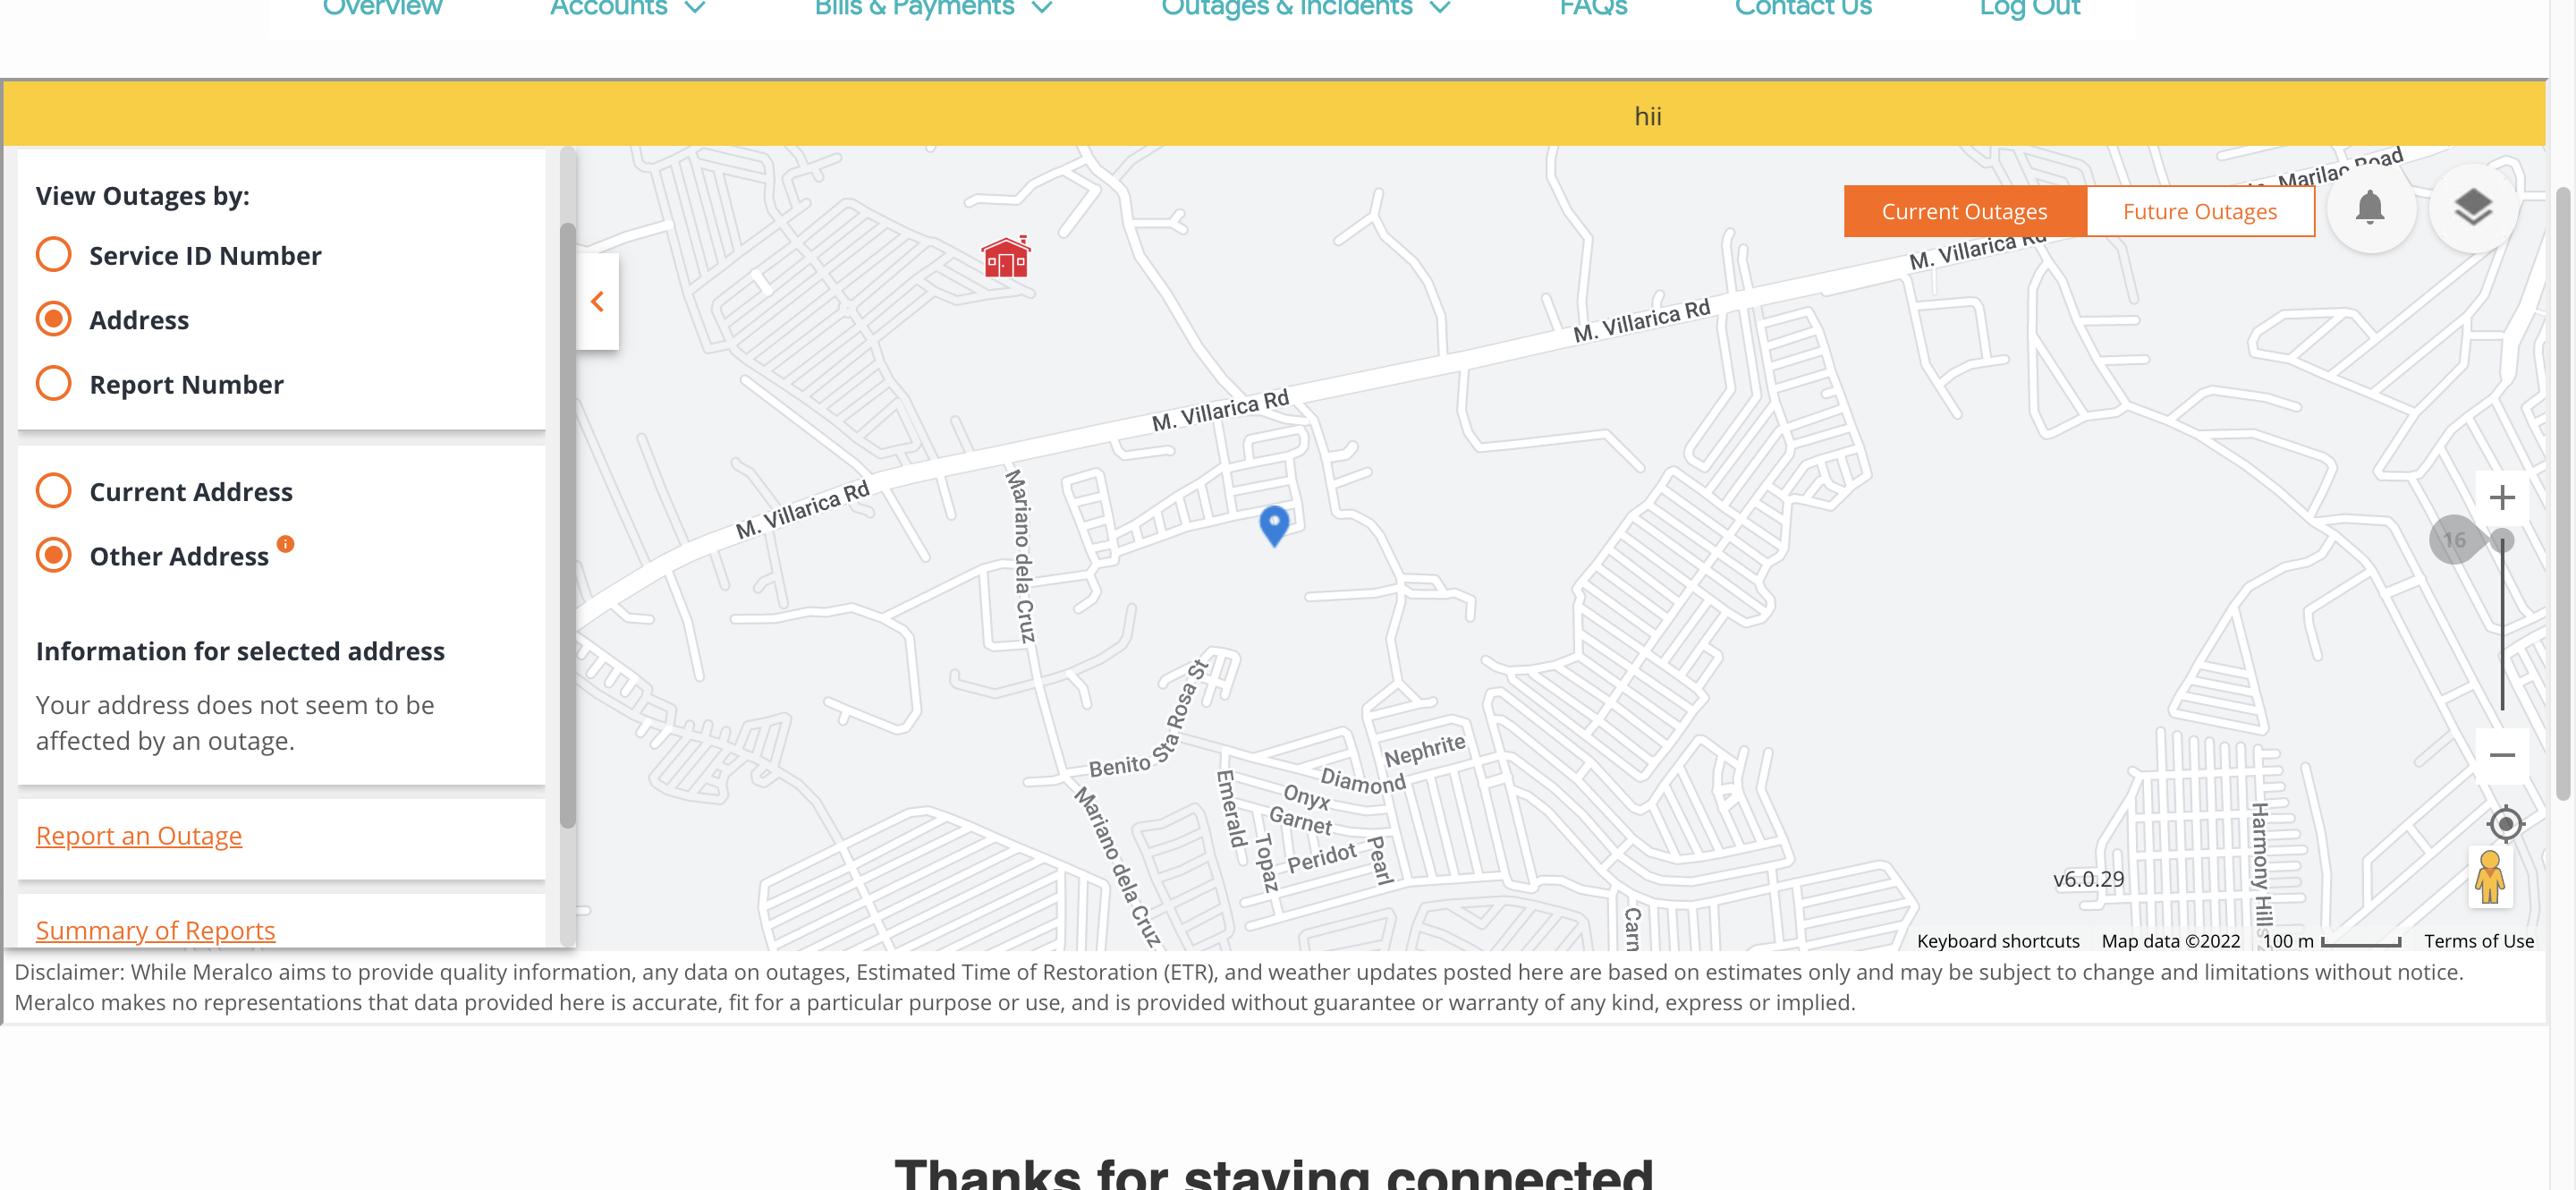 Overview Accounts Bills & Payments Outages & Incidents FAQs Contact Us Log Out
hii
View Outages by:
Service ID Number
Address
Report Number
Current Address
Other Address
Information for selected address
Your address does not seem to be
affected by an outage.
Report an Outage
Summary of Reports
Current Outages
Future Outages
Marilao Road
M. Villarica Rd
M. Villarica Rd
M. Villarica Rd
M. Villarica Rd
Mariano dela Cruz
16
Benito Sta Rosa St
Nephrite
Diamond
Onyx
Garnet
Emerald
Topaz
Peridot
Pearl
Mariano dela Cruz
Carn
Harmony Hills
v6.0.29
Keyboard shortcuts Map data ©2022 100 m Terms of Use
Disclaimer: While Meralco aims to provide quality information, any data on outages, Estimated Time of Restoration (ETR), and weather updates posted here are based on estimates only and may be subject to change and limitations without notice.
Meralco makes no representations that data provided here is accurate, fit for a particular purpose or use, and is provided without guarantee or warranty of any kind, express or implied.
Thanks for staying connected